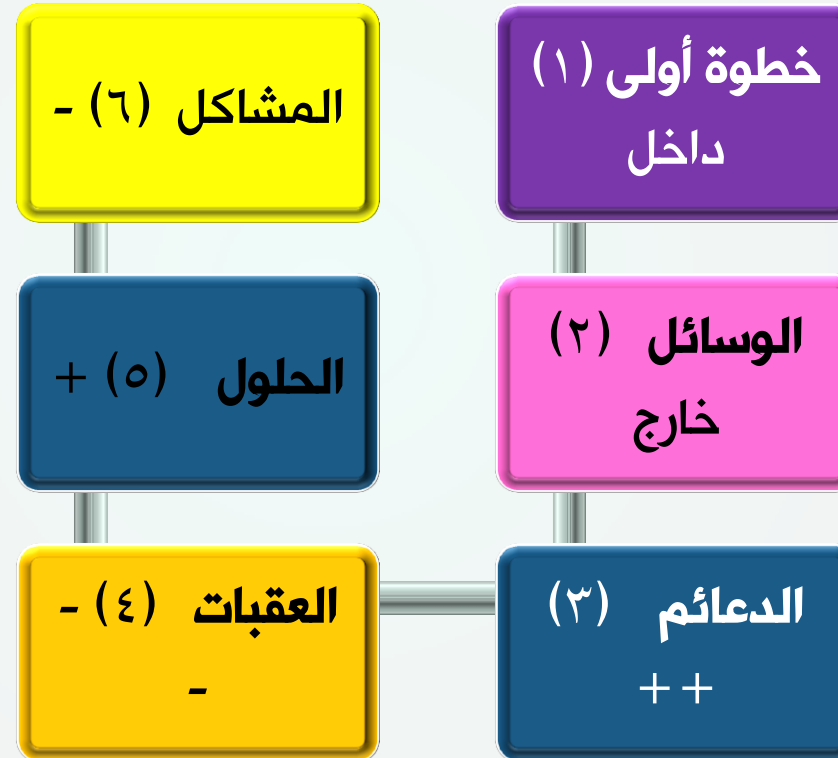 خطوة أولى (١)
داخل
الوسائل (٢)
خارج
الدعائم (٣)
++
العقبات (٤) -
-
الحلول (٥) +
المشاكل (٦) -